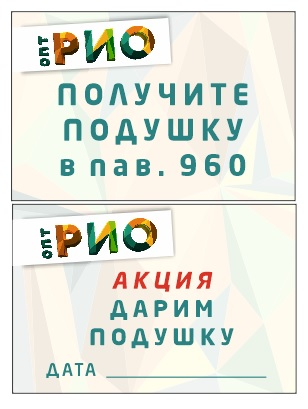 ОПТ РИО
ПОЛУЧИТЕ
ПОДУШКУ
в пав. 960
ОПТ РИО
АКЦИЯ
ДАРИМ
ПОДУШКУ
ДАТА